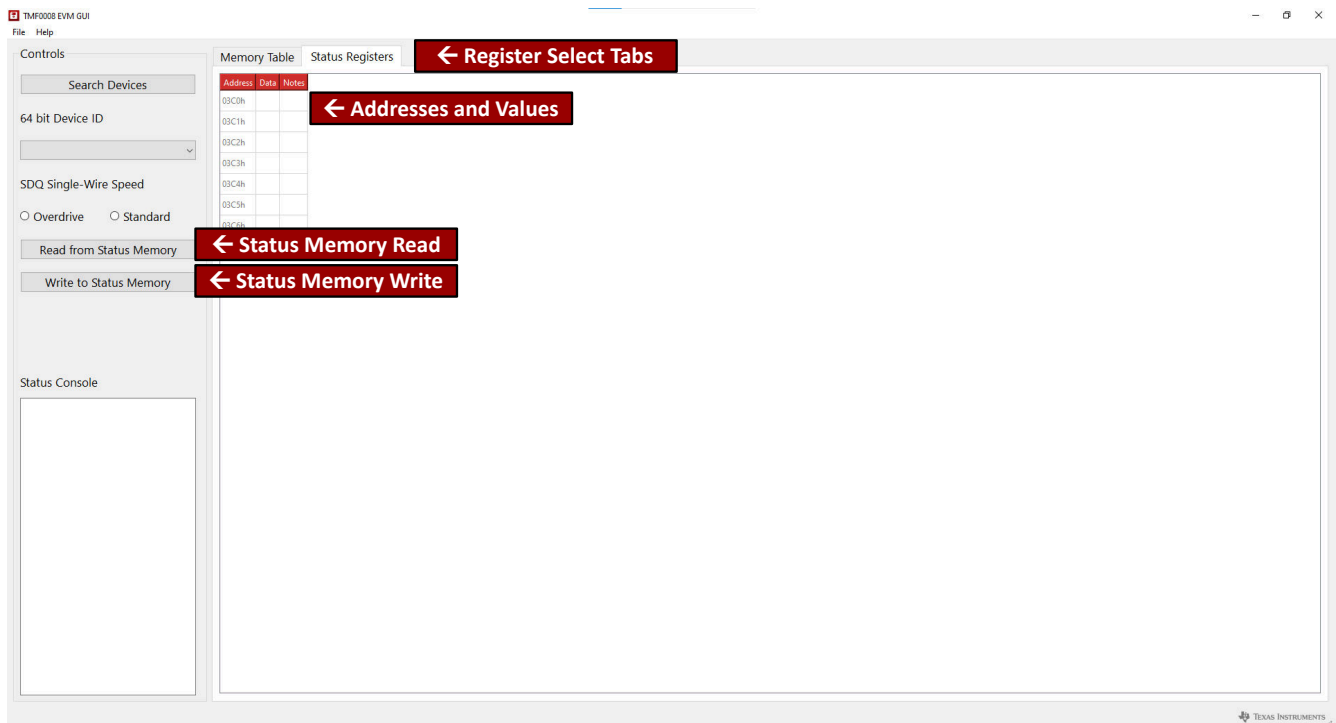 TMF0008 EVM GUI
File Help
Controls
Search Devices
64 bit Device ID
SDQ Single-Wire Speed
Overdrive Standard
Read from Status Memory
Write to Status Memory
Status Console
Memory Table Status Registers
← Register Select Tabs
Address Data Notes
03C0h
← Addresses and Values
03C1h
03C2h
03C3h
03C4h
03C5h
03C6h
← Status Memory Read
← Status Memory Write
TEXAS INSTRUMENTS